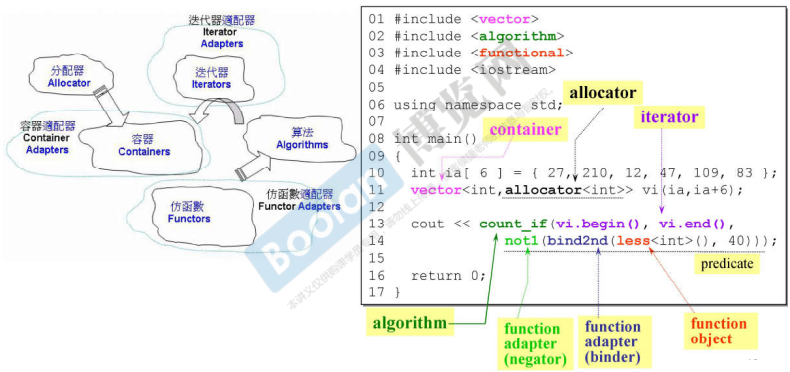 迭代器適配器
Iterator
Adapters
分配器
Allocator
迭代器
Iterators
容器適配器
Container
Adapters
容器
Containers
算法
Algorithms
仿函數
Functors
仿函數適配器
Functor Adapters
Boolan 博览网
01 #include <vector>
02 #include <algorithm>
03 #include <functional>
04 #include <iostream>
05
allocator
06 using namespace std;
iterator
07
container
08 int main()
09 {
10 int ia[ 6 ] = { 27, 210, 12, 47, 109, 83 };
11 vector<int,allocator<int>> vi(ia,ia+6);
12
13 cout << count_if(vi.begin(), vi.end(),
14 not1(bind2nd(less<int>(), 40)));
predicate
15
16 return 0;
17 }
algorithm
function
adapter
(negator)
function
adapter
(binder)
function
object